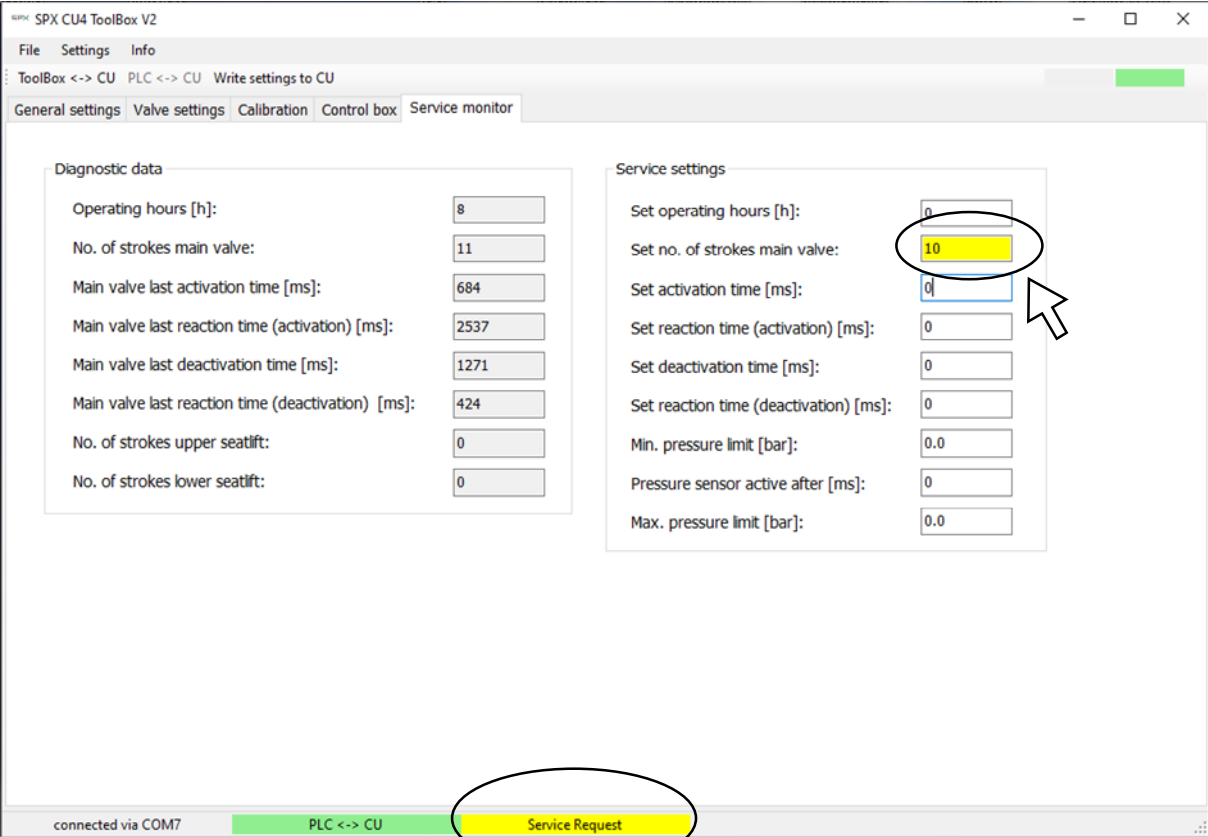 SPX SPX CU4 ToolBox V2
File Settings Info
ToolBox <-> CU PLC <-> CU Write settings to CU
General settings Valve settings Calibration Control box Service monitor
Diagnostic data
Operating hours [h]: 8
No. of strokes main valve: 11
Main valve last activation time [ms]: 684
Main valve last reaction time (activation) [ms]: 2537
Main valve last deactivation time [ms]: 1271
Main valve last reaction time (deactivation) [ms]: 424
No. of strokes upper seatlift: 0
No. of strokes lower seatlift: 0
Service settings
Set operating hours [h]: 0
Set no. of strokes main valve: 10
Set activation time [ms]: 0
Set reaction time (activation) [ms]: 0
Set deactivation time [ms]: 0
Set reaction time (deactivation) [ms]: 0
Min. pressure limit [bar]: 0.0
Pressure sensor active after [ms]: 0
Max. pressure limit [bar]: 0.0
connected via COM7 PLC <-> CU Service Request